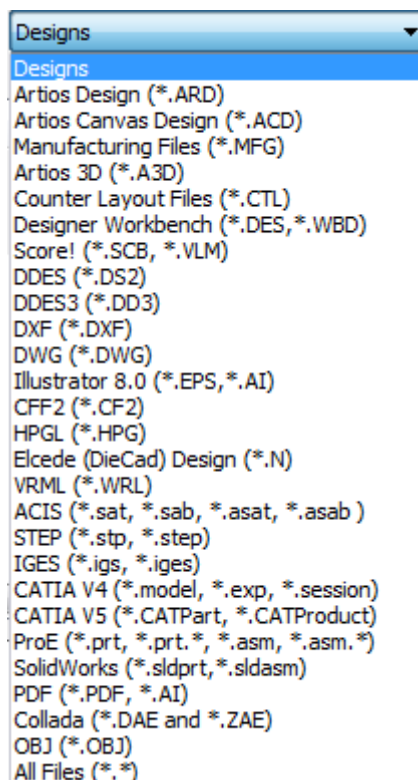 Designs
Designs
Artios Design (*.ARD)
Artios Canvas Design (*.ACD)
Manufacturing Files (*.MFG)
Artios 3D (*.A3D)
Counter Layout Files (*.CTL)
Designer Workbench (*.DES,*.WBD)
Score! (*.SCB, *.VLM)
DDES (*.DS2)
DDES3 (*.DD3)
DXF (*.DXF)
DWG (*.DWG)
Illustrator 8.0 (*.EPS,*.AI)
CFF2 (*.CF2)
HPGL (*.HPG)
Elcede (DieCad) Design (*.N)
VRML (*.WRL)
ACIS (*.sat, *.sab, *.asat, *.asab )
STEP (*.stp, *.step)
IGES (*.igs, *.iges)
CATIA V4 (*.model, *.exp, *.session)
CATIA V5 (*.CATPart, *.CATProduct)
ProE (*.prt, *.prt.*, *.asm, *.asm.*)
SolidWorks (*.sldprt,*.sldasm)
PDF (*.PDF, *.AI)
Collada (*.DAE and *.ZAE)
OBJ (*.OBJ)
All Files (*.*)